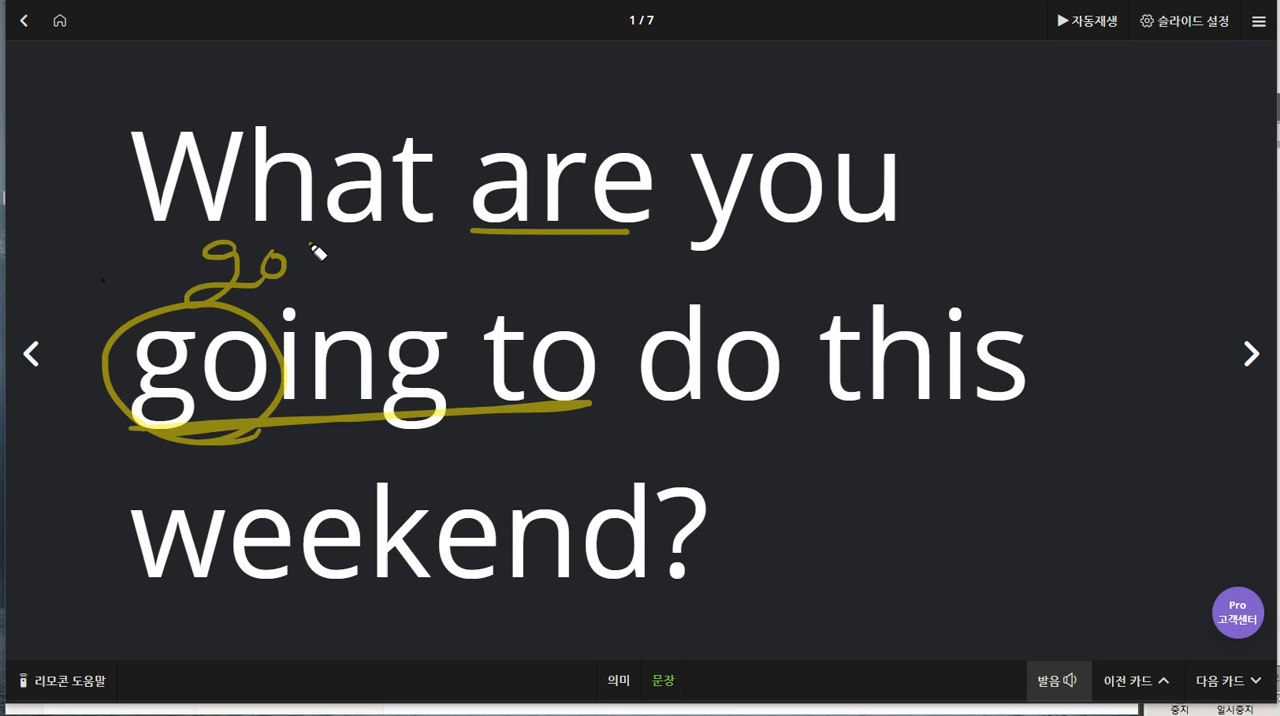 1 / 7
자동재생
슬라이드 설정
What are you
go
going to do this
weekend?
Pro
고객센터
리모콘 도움말
의미
문장
발음
이전 카드
다음 카드
중지
일시중지